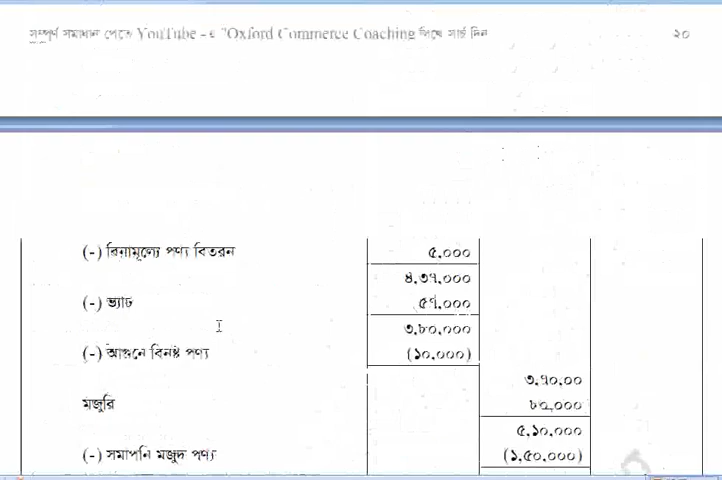 সম্পূর্ণ সমাধান পেতে YouTube - এ "Oxford Commerce Coaching লিখে সার্চ দিন ২০
(-) বিনামূল্যে পণ্য বিতরন ৫,০০০
৪,৩৭,০০০
(-) ভ্যাট ৫৭,০০০
৩,৮০,০০০
(-) আগুনে বিনষ্ট পণ্য (১০,০০০)
৩,৭০,০০
মজুরি ৮০,০০০
৫,১০,০০০
(-) সমাপনি মজুদ পণ্য (১,৫০,০০০)